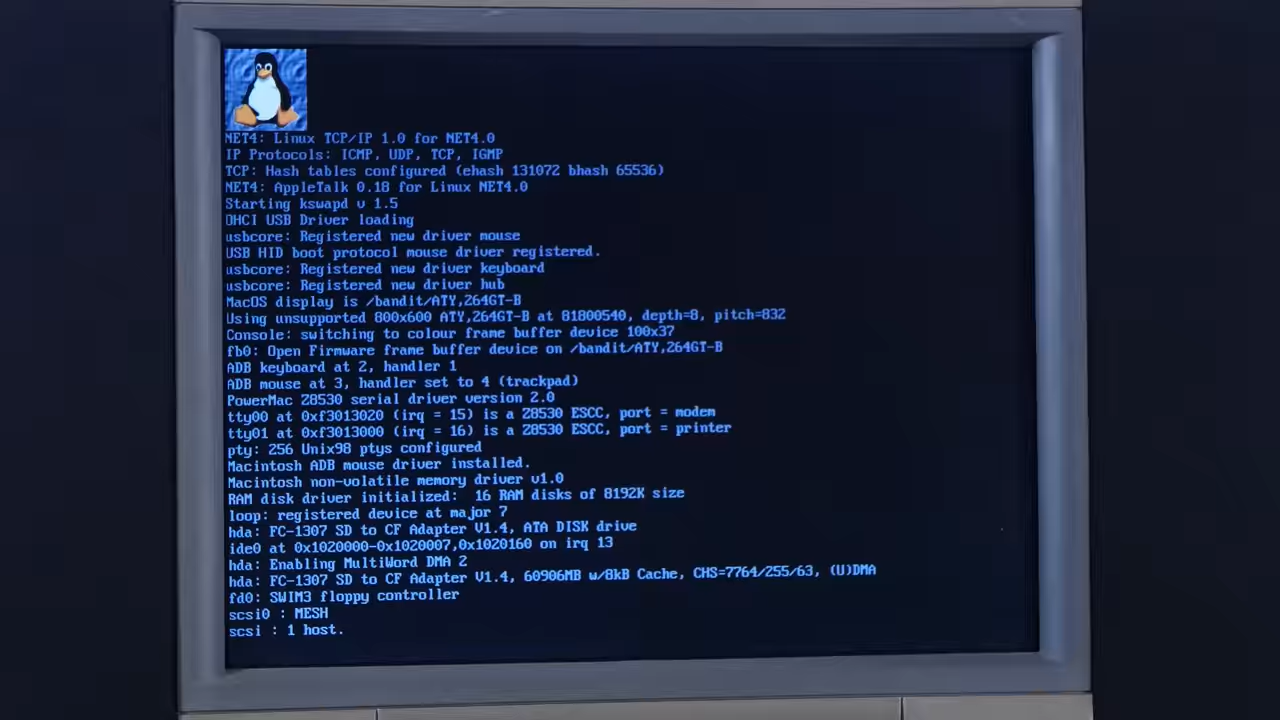 NET4: Linux TCP/IP 1.0 for NET4.0
IP Protocols: ICMP, UDP, TCP, IGMP
TCP: Hash tables configured (ehash 131072 bhash 65536)
NET4: AppleTalk 0.18 for Linux NET4.0
Starting kswapd v 1.5
OHCI USB Driver loading
usbcore: Registered new driver mouse
USB HID boot protocol mouse driver registered.
usbcore: Registered new driver keyboard
usbcore: Registered new driver hub
MacOS display is /bandit/ATY,264GT-B
Using unsupported 800x600 ATY,264GT-B at 81800540, depth=8, pitch=832
Console: switching to colour frame buffer device 100x37
fb0: Open Firmware frame buffer device on /bandit/ATY,264GT-B
ADB keyboard at 2, handler 1
ADB mouse at 3, handler set to 4 (trackpad)
PowerMac Z8530 serial driver version 2.0
tty00 at 0xf3013020 (irq = 15) is a Z8530 ESCC, port = modem
tty01 at 0xf3013000 (irq = 16) is a Z8530 ESCC, port = printer
pty: 256 Unix98 ptys configured
Macintosh ADB mouse driver installed.
Macintosh non-volatile memory driver v1.0
RAM disk driver initialized:  16 RAM disks of 8192K size
loop: registered device at major 7
hda: FC-1307 SD to CF Adapter V1.4, ATA DISK drive
ide0 at 0x1020000-0x1020007,0x1020160 on irq 13
hda: Enabling MultiWord DMA 2
hda: FC-1307 SD to CF Adapter V1.4, 60906MB w/8kB Cache, CHS=7764/255/63, (U)DMA
fd0: SWIM3 floppy controller
scsi0 : MESH
scsi : 1 host.